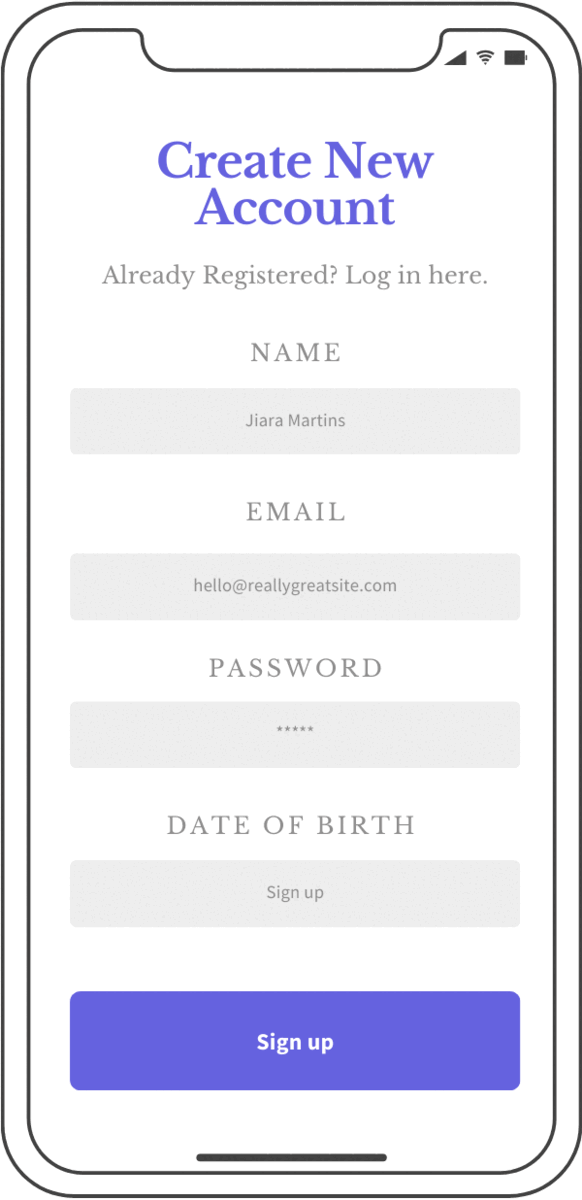 Create New
Account
Already Registered? Log in here.
NAME
Jiara Martins
EMAIL
hello@reallygreatsite.com
PASSWORD
*****
DATE OF BIRTH
Sign up
Sign up